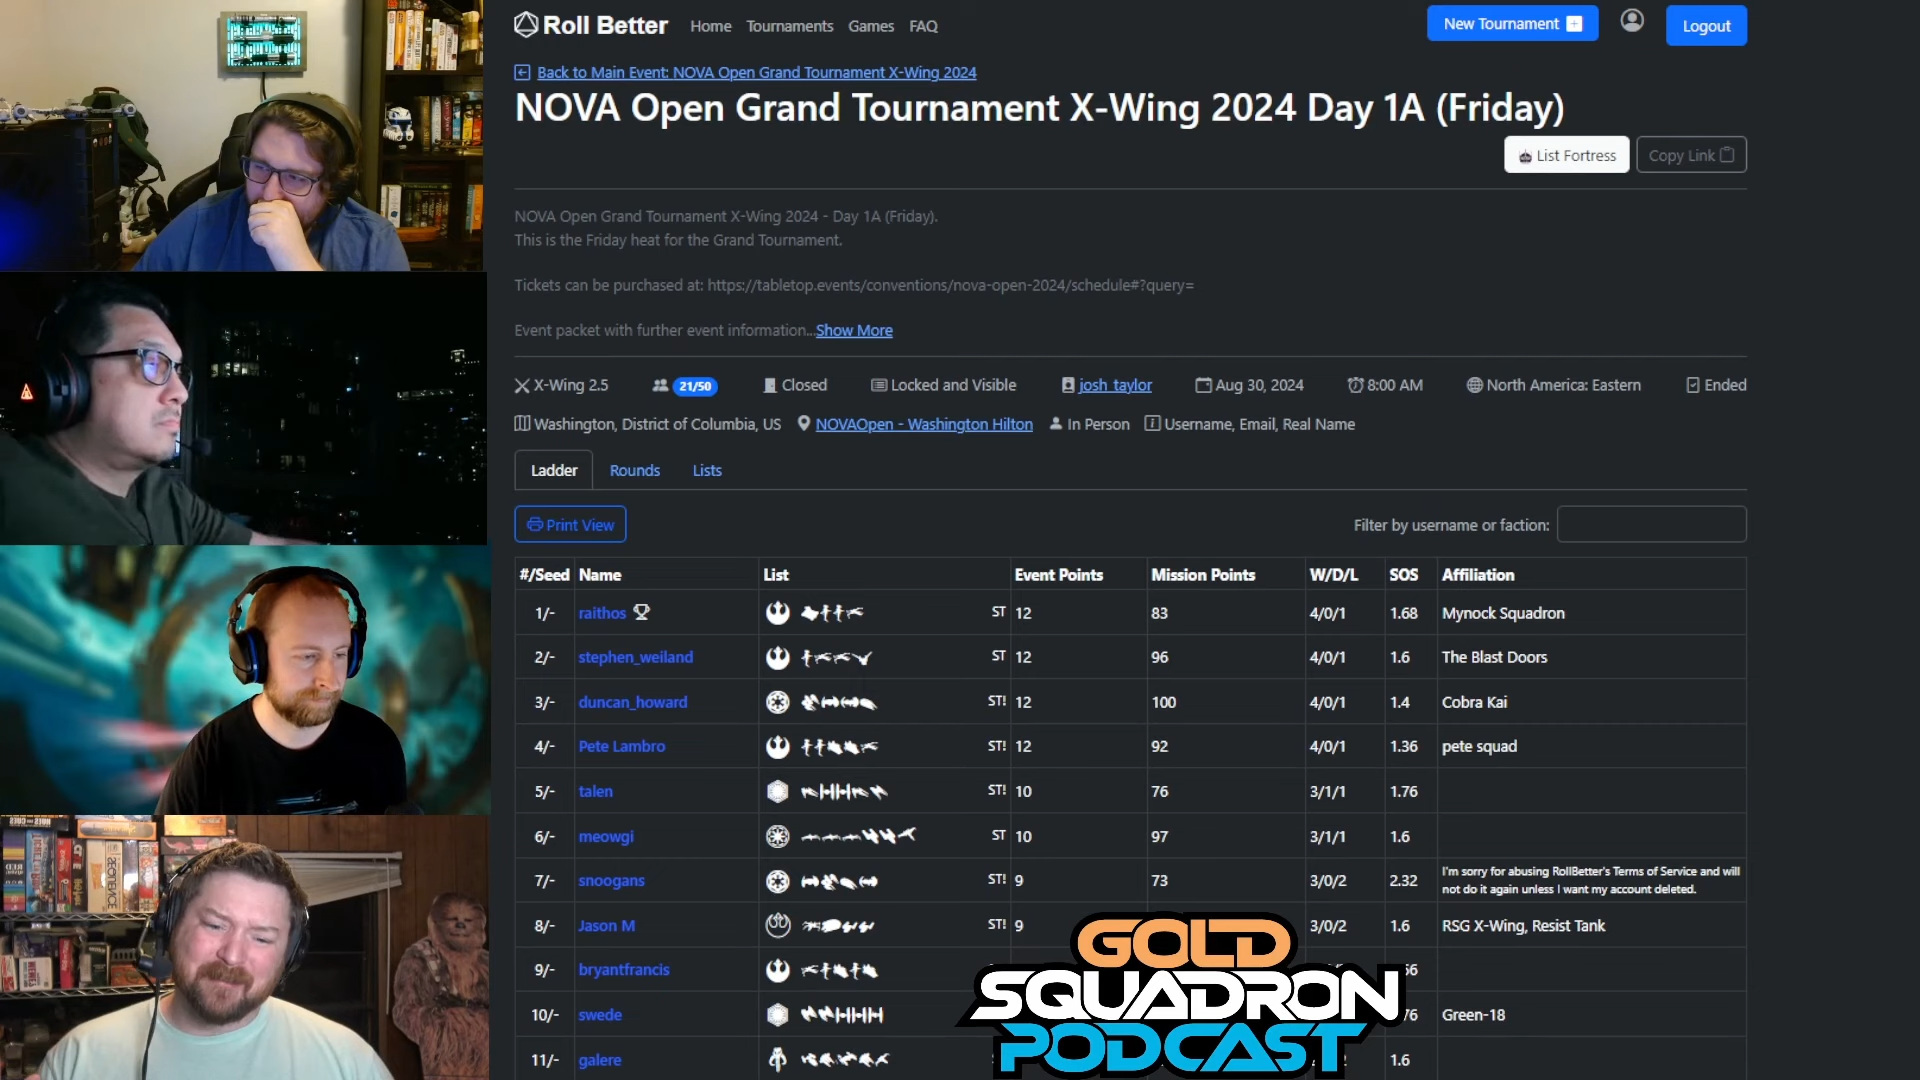 Roll Better Home Tournaments Games FAQ New Tournament Logout
Back to Main Event: NOVA Open Grand Tournament X-Wing 2024
NOVA Open Grand Tournament X-Wing 2024 Day 1A (Friday)
List Fortress Copy Link
NOVA Open Grand Tournament X-Wing 2024 - Day 1A (Friday).
This is the Friday heat for the Grand Tournament.
Tickets can be purchased at: https://tabletop.events/conventions/nova-open-2024/schedule#?query=
Event packet with further event information...Show More
X-Wing 2.5 21/50 Closed Locked and Visible josh_taylor Aug 30, 2024 8:00 AM North America: Eastern Ended
Washington, District of Columbia, US NOVAOpen - Washington Hilton In Person Username, Email, Real Name
Ladder Rounds Lists
Print View Filter by username or faction:
#/Seed Name List Event Points Mission Points W/D/L SOS Affiliation
1/- raithos ST 12 83 4/0/1 1.68 Mynock Squadron
2/- stephen_weiland ST 12 96 4/0/1 1.6 The Blast Doors
3/- duncan_howard ST! 12 100 4/0/1 1.4 Cobra Kai
4/- Pete Lambro ST! 12 92 4/0/1 1.36 pete squad
5/- talen ST! 10 76 3/1/1 1.76
6/- meowgi ST 10 97 3/1/1 1.6
7/- snoogans ST! 9 73 3/0/2 2.32 I'm sorry for abusing RollBetter's Terms of Service and will
not do it again unless I want my account deleted.
8/- Jason M ST! 9 3/0/2 1.6 RSG X-Wing, Resist Tank
9/- bryantfrancis
10/- swede Green-18
11/- galere 1.6
GOLD
SQUADRON
PODCAST